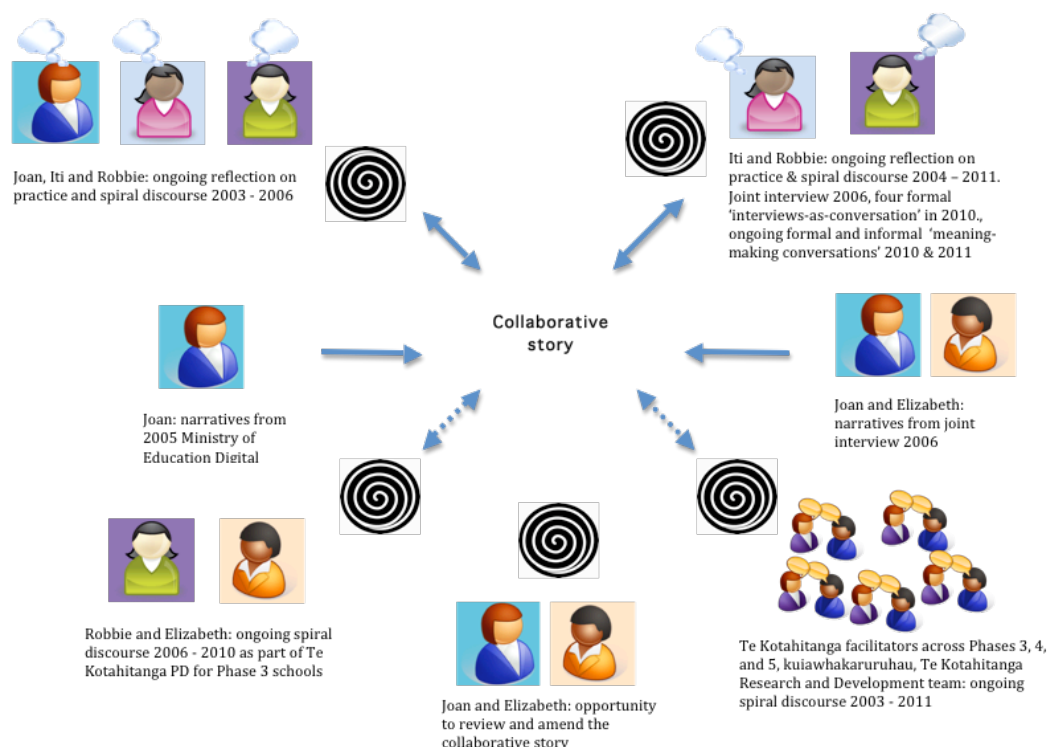 Joan, Iti and Robbie: ongoing reflection on
practice and spiral discourse 2003 - 2006
Iti and Robbie: ongoing reflection on
practice & spiral discourse 2004 – 2011.
Joint interview 2006, four formal
‘interviews-as-conversation’ in 2010.,
ongoing formal and informal ‘meaning-
making conversations’ 2010 & 2011
Collaborative
story
Joan: narratives from
2005 Ministry of
Education Digital
Joan and Elizabeth:
narratives from joint
interview 2006
Robbie and Elizabeth: ongoing spiral
discourse 2006 - 2010 as part of Te
Kotahitanga PD for Phase 3 schools
Joan and Elizabeth: opportunity
to review and amend the
collaborative story
Te Kotahitanga facilitators across Phases 3, 4,
and 5, kuiawhakaruruhau, Te Kotahitanga
Research and Development team: ongoing
spiral discourse 2003 - 2011